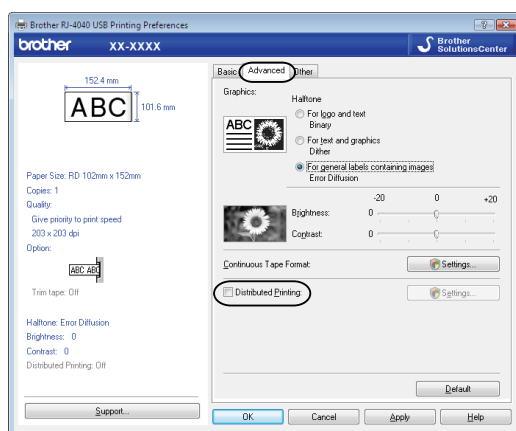 Brother RJ-4040 USB Printing Preferences
brother XX-XXXX
Brother
SolutionsCenter
152.4 mm
ABC
101.6 mm
Paper Size: RD 102mm x 152mm
Copies: 1
Quality:
Give priority to print speed
203 x 203 dpi
Option:
ABC ABC
Trim tape: Off
Halftone: Error Diffusion
Brightness: 0
Contrast: 0
Distributed Printing: Off
Support...
Basic Advanced Other
Graphics:
ABC
Halftone
For logo and text
Binary
For text and graphics
Dither
For general labels containing images
Error Diffusion
-20 0 +20
Brightness: 0
Contrast: 0
Continuous Tape Format: Settings...
Distributed Printing: Settings...
Default
OK Cancel Apply Help